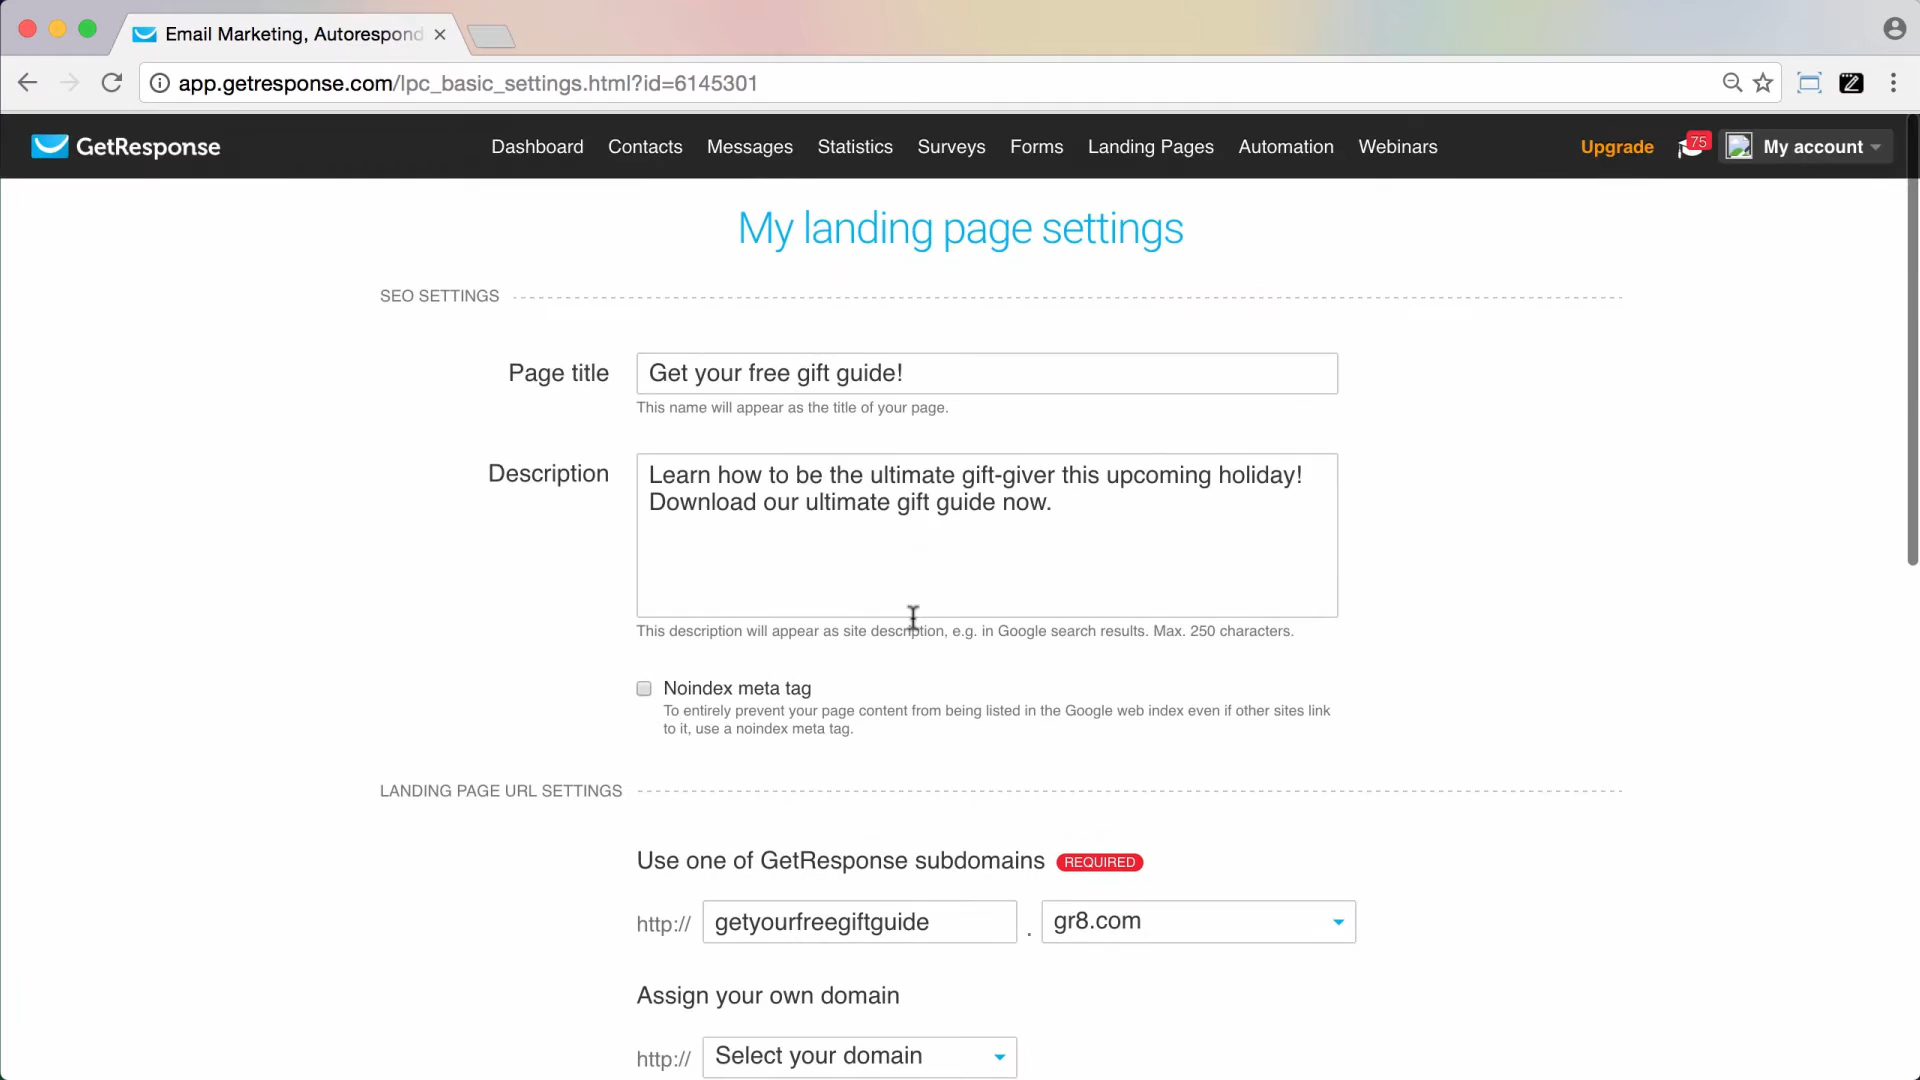 Email Marketing, Autorespond
app.getresponse.com/lpc_basic_settings.html?id=6145301
GetResponse Dashboard Contacts Messages Statistics Surveys Forms Landing Pages Automation Webinars Upgrade 75 My account
My landing page settings
SEO SETTINGS
Page title Get your free gift guide!
This name will appear as the title of your page.
Description Learn how to be the ultimate gift-giver this upcoming holiday!
Download our ultimate gift guide now.
This description will appear as site description, e.g. in Google search results. Max. 250 characters.
Noindex meta tag
To entirely prevent your page content from being listed in the Google web index even if other sites link
to it, use a noindex meta tag.
LANDING PAGE URL SETTINGS
Use one of GetResponse subdomains REQUIRED
http:// getyourfreegiftguide . gr8.com
Assign your own domain
http:// Select your domain